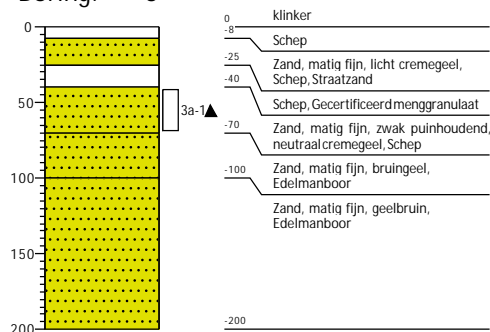 Boring:
0
50
100
150
200
3a-1
0
klinker
-8
Schep
-25
Zand, matig fijn, licht cremegeel,
Schep, Straatzand
-40
Schep, Gecertificeerd menggranulaat
-70
Zand, matig fijn, zwak puinhoudend,
neutraal cremegeel, Schep
-100
Zand, matig fijn, bruingeel,
Edelmanboor
Zand, matig fijn, geelbruin,
Edelmanboor
-200